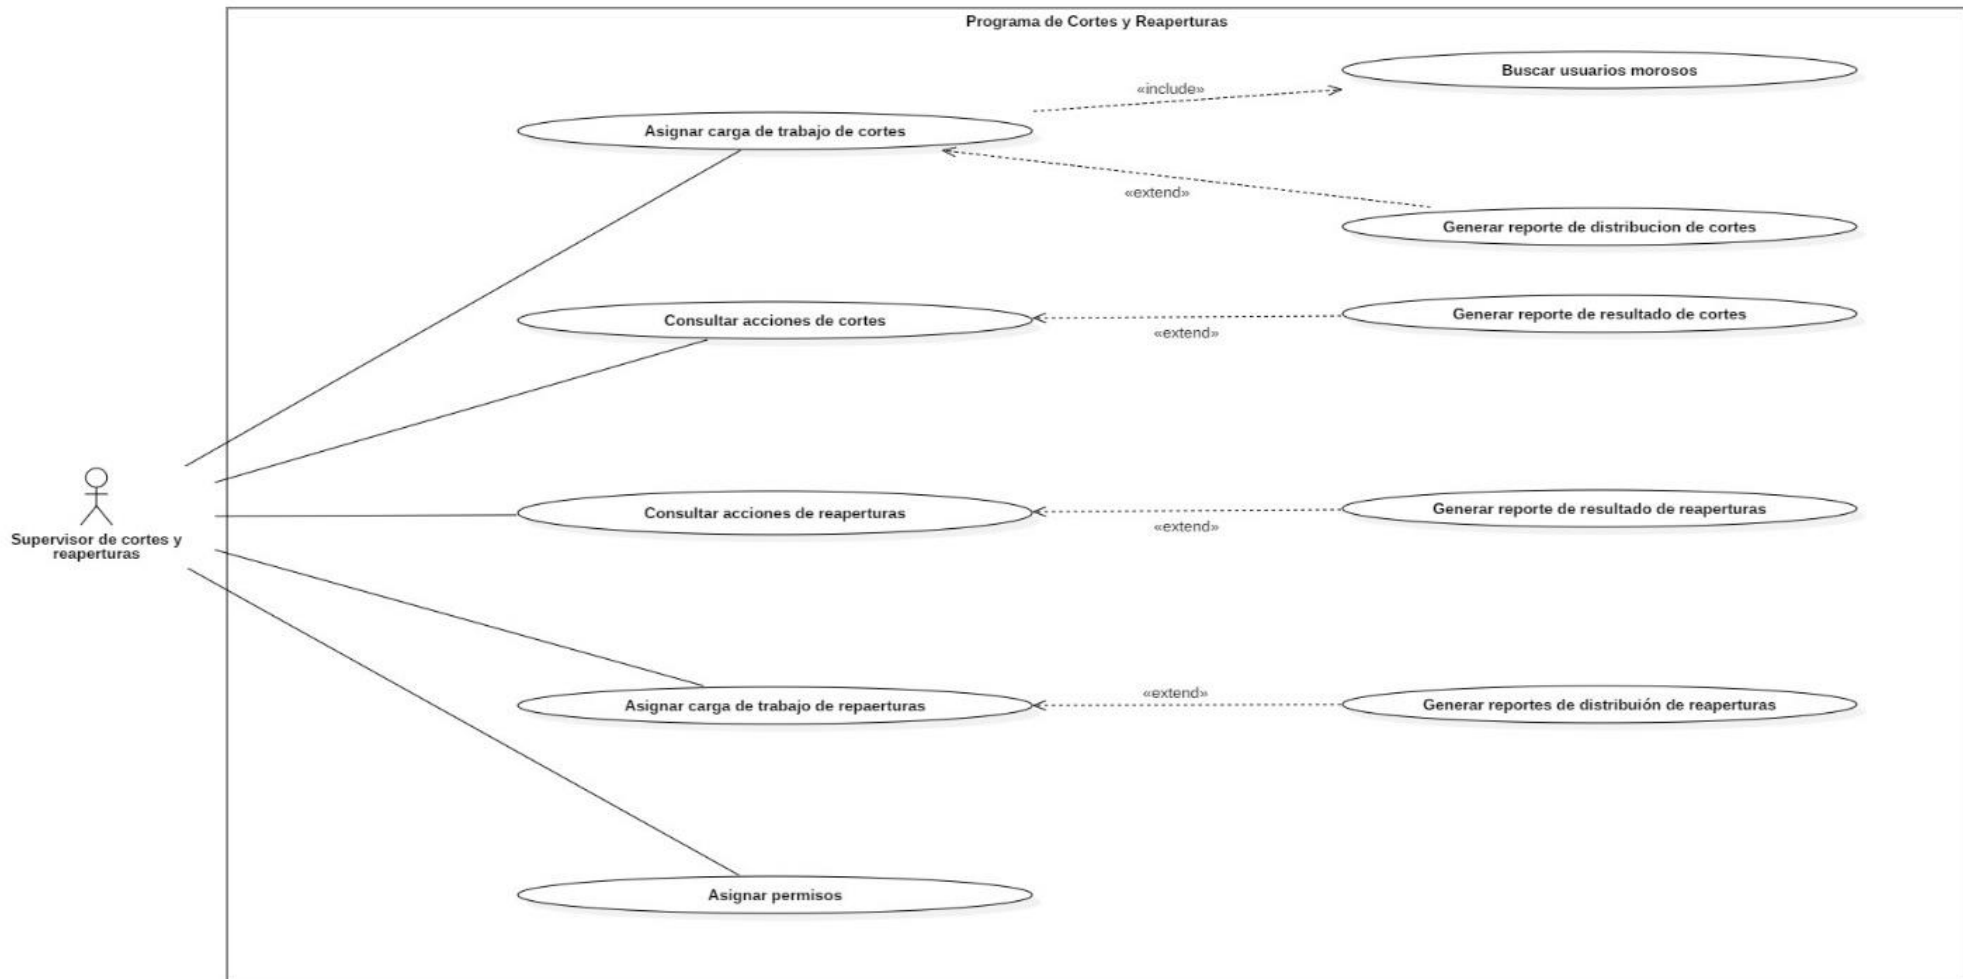 Programa de Cortes y Reaperturas
Buscar usuarios morosos
«include»
Asignar carga de trabajo de cortes
«extend»
Generar reporte de distribucion de cortes
Consultar acciones de cortes
Generar reporte de resultado de cortes
«extend»
Supervisor de cortes y
reaperturas
Consultar acciones de reaperturas
Generar reporte de resultado de reaperturas
«extend»
Asignar carga de trabajo de repaerturas
«extend»
Generar reportes de distribuión de reaperturas
Asignar permisos